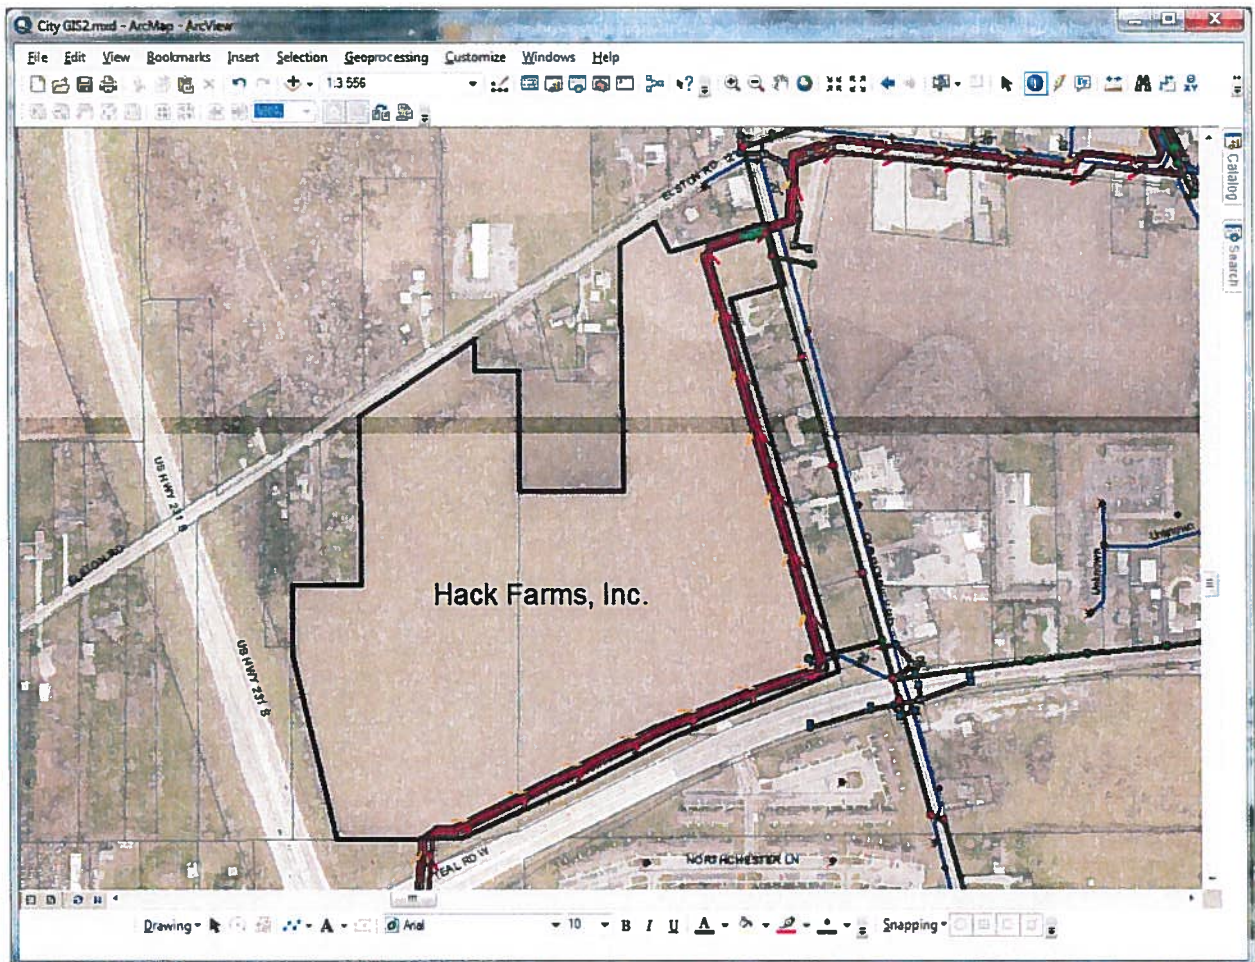 City GIS2.mxd - ArcMap - ArcView
File Edit View Bookmarks Insert Selection Geoprocessing Customize Windows Help
1:3 556
Catalog
Search
ELSTON RD
US HWY 231 S
ELSTON RD
Unknown
Unknown
Hack Farms, Inc.
US HWY 231 S
EAL RD W
NORTHCHESTER LN
Drawing A Arial 10 B I U A Snapping